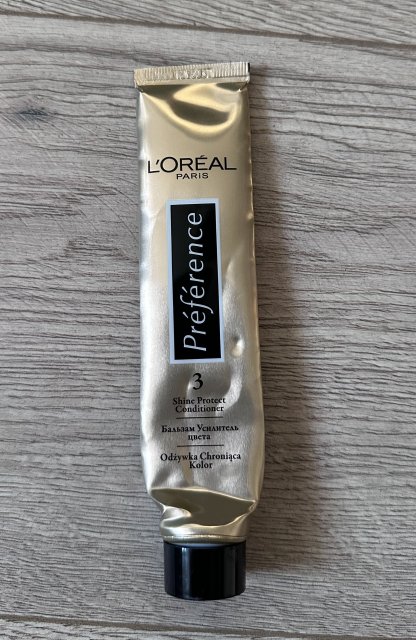 L'ORÉAL
PARIS
Préférence
3
Shine Protect
Conditioner
Бальзам Усилитель
цвета
Odżywka Chroniąca
Kolor